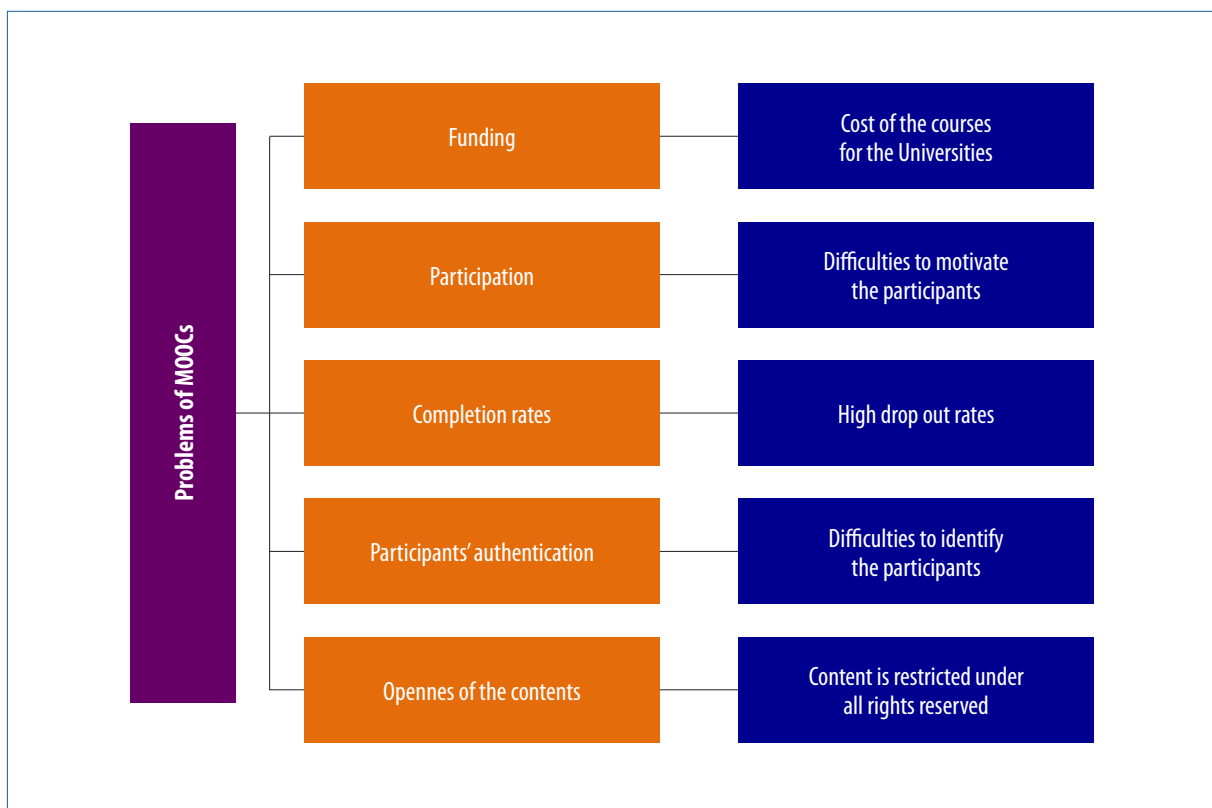 Problems of MOOCs
Funding
Cost of the courses
for the Universities
Participation
Difficulties to motivate
the participants
Completion rates
High drop out rates
Participants’ authentication
Difficulties to identify
the participants
Opennes of the contents
Content is restricted under
all rights reserved